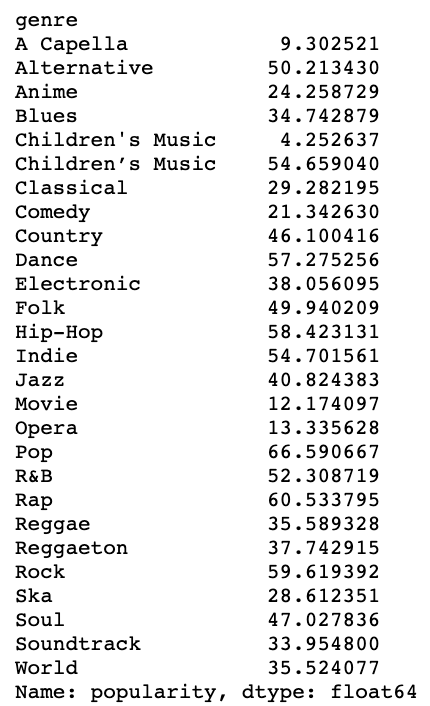 genre
A Capella 9.302521
Alternative 50.213430
Anime 24.258729
Blues 34.742879
Children's Music 4.252637
Children’s Music 54.659040
Classical 29.282195
Comedy 21.342630
Country 46.100416
Dance 57.275256
Electronic 38.056095
Folk 49.940209
Hip-Hop 58.423131
Indie 54.701561
Jazz 40.824383
Movie 12.174097
Opera 13.335628
Pop 66.590667
R&B 52.308719
Rap 60.533795
Reggae 35.589328
Reggaeton 37.742915
Rock 59.619392
Ska 28.612351
Soul 47.027836
Soundtrack 33.954800
World 35.524077
Name: popularity, dtype: float64